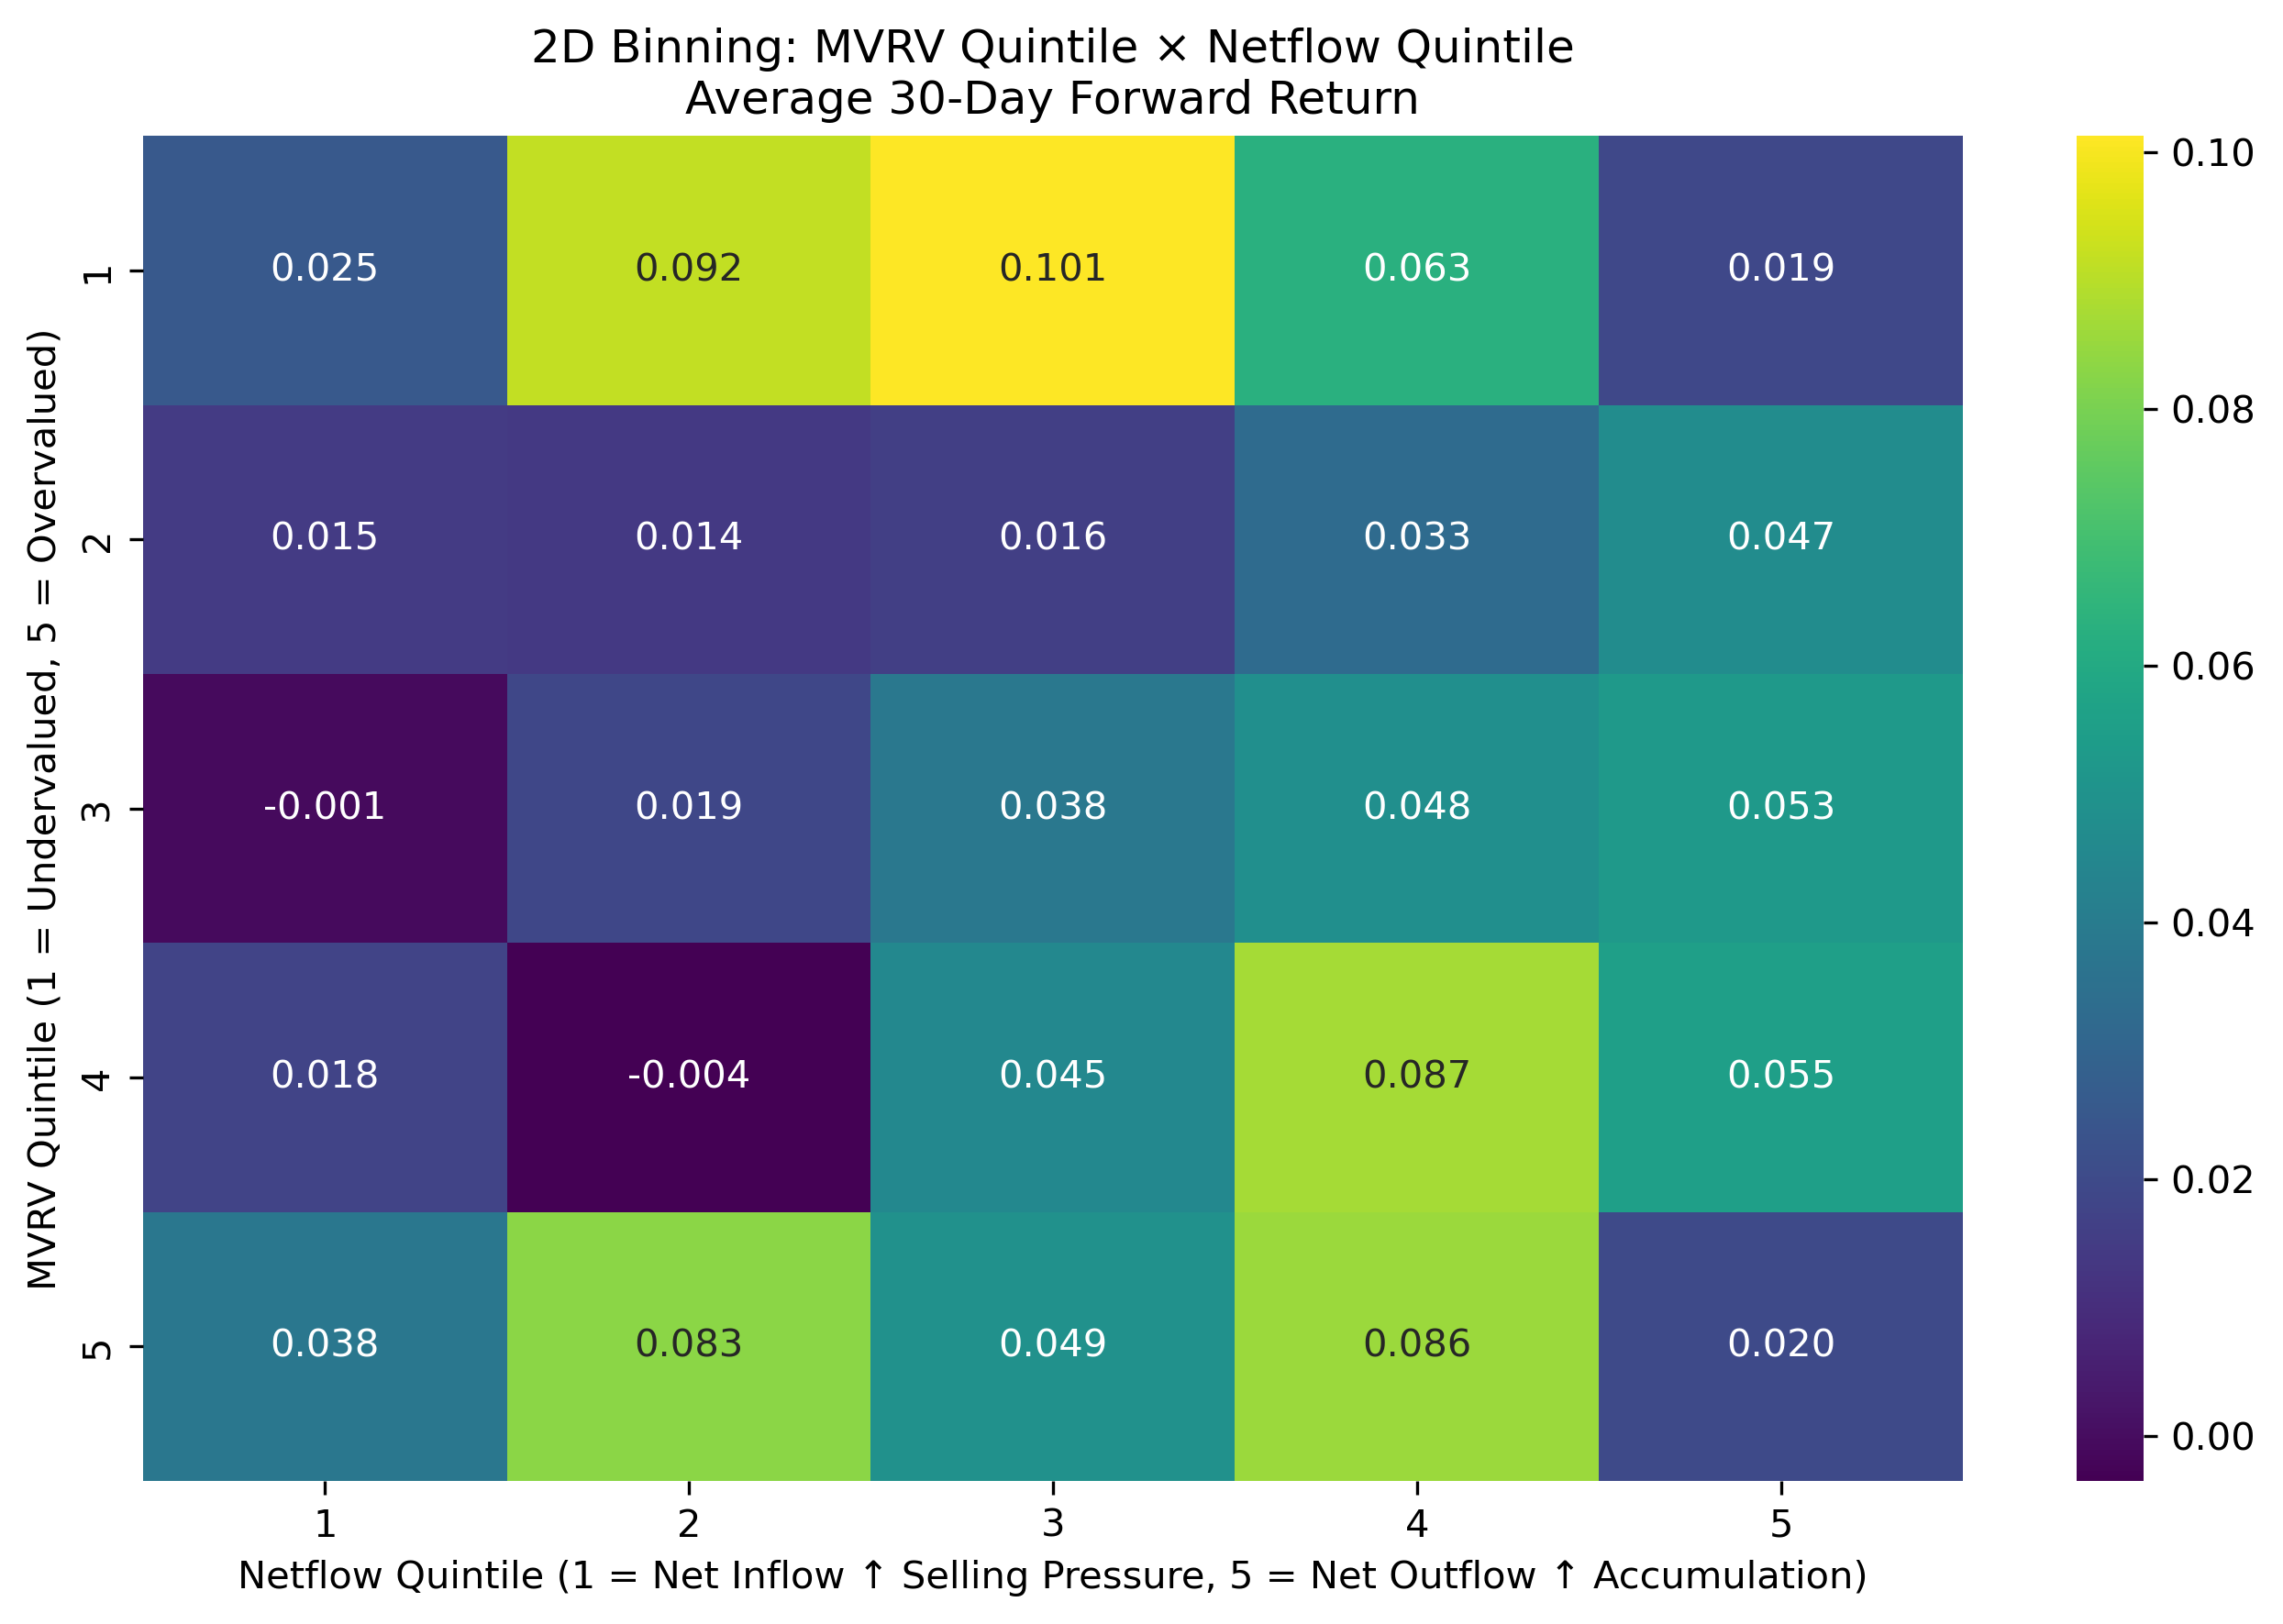 2D Binning: MVRV Quintile × Netflow Quintile
Average 30-Day Forward Return
MVRV Quintile (1 = Undervalued, 5 = Overvalued)
1
0.025 0.092 0.101 0.063 0.019
2
0.015 0.014 0.016 0.033 0.047
3
-0.001 0.019 0.038 0.048 0.053
4
0.018 -0.004 0.045 0.087 0.055
5
0.038 0.083 0.049 0.086 0.020
1 2 3 4 5
Netflow Quintile (1 = Net Inflow ↑ Selling Pressure, 5 = Net Outflow ↑ Accumulation)
0.10
0.08
0.06
0.04
0.02
0.00